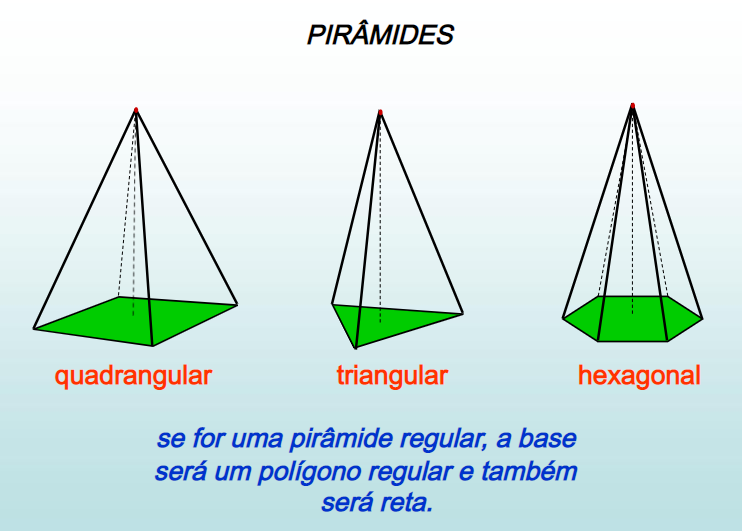 PIRÂMIDES
quadrangular
triangular
hexagonal
se for uma pirâmide regular, a base
será um polígono regular e também
será reta.